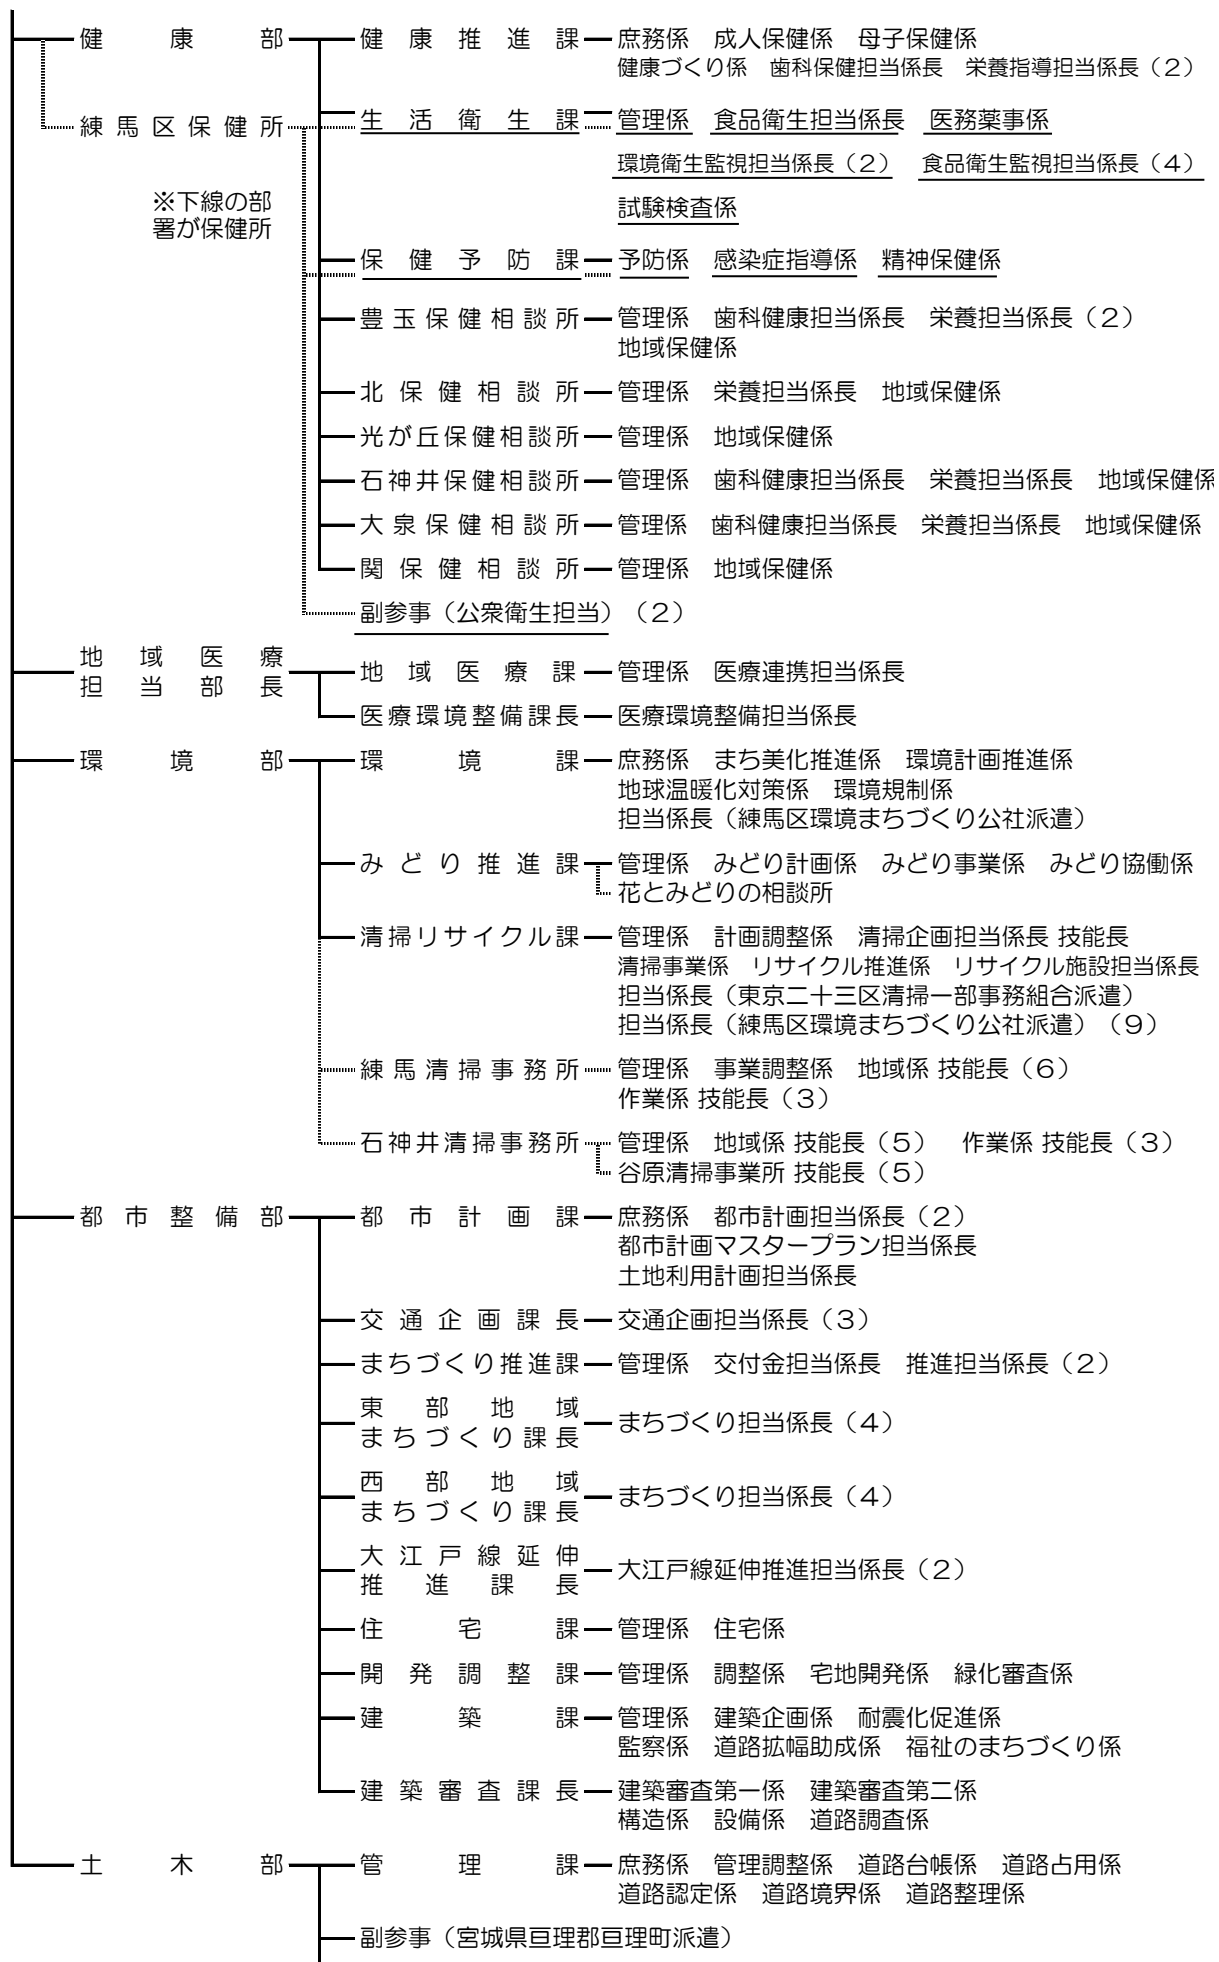 健康部 健康推進課 庶務係 成人保健係 母子保健係
健康づくり係 歯科保健担当係長 栄養指導担当係長（２）
練馬区保健所 生活衛生課 管理係 食品衛生担当係長 医務薬事係
環境衛生監視担当係長（２） 食品衛生監視担当係長（４）
※下線の部署が保健所
試験検査係
保健予防課 予防係 感染症指導係 精神保健係
豊玉保健相談所 管理係 歯科健康担当係長 栄養担当係長（２）
地域保健係
北保健相談所 管理係 栄養担当係長 地域保健係
光が丘保健相談所 管理係 地域保健係
石神井保健相談所 管理係 歯科健康担当係長 栄養担当係長 地域保健係
大泉保健相談所 管理係 歯科健康担当係長 栄養担当係長 地域保健係
関保健相談所 管理係 地域保健係
副参事（公衆衛生担当）（２）
地域医療担当部長 地域医療課 管理係 医療連携担当係長
医療環境整備課長 医療環境整備担当係長
環境部 環境課 庶務係 まち美化推進係 環境計画推進係
地球温暖化対策係 環境規制係
担当係長（練馬区環境まちづくり公社派遣）
みどり推進課 管理係 みどり計画係 みどり事業係 みどり協働係
花とみどりの相談所
清掃リサイクル課 管理係 計画調整係 清掃企画担当係長 技能長
清掃事業係 リサイクル推進係 リサイクル施設担当係長
担当係長（東京二十三区清掃一部事務組合派遣）
担当係長（練馬区環境まちづくり公社派遣）（９）
練馬清掃事務所 管理係 事業調整係 地域係 技能長（６）
作業係 技能長（３）
石神井清掃事務所 管理係 地域係 技能長（５） 作業係 技能長（３）
谷原清掃事業所 技能長（５）
都市整備部 都市計画課 庶務係 都市計画担当係長（２）
都市計画マスタープラン担当係長
土地利用計画担当係長
交通企画課長 交通企画担当係長（３）
まちづくり推進課 管理係 交付金担当係長 推進担当係長（２）
東部地域まちづくり課長 まちづくり担当係長（４）
西部地域まちづくり課長 まちづくり担当係長（４）
大江戸線延伸推進課長 大江戸線延伸推進担当係長（２）
住宅課 管理係 住宅係
開発調整課 管理係 調整係 宅地開発係 緑化審査係
建築課 管理係 建築企画係 耐震化促進係
監察係 道路拡幅助成係 福祉のまちづくり係
建築審査課長 建築審査第一係 建築審査第二係
構造係 設備係 道路調査係
土木部 管理課 庶務係 管理調整係 道路台帳係 道路占用係
道路認定係 道路境界係 道路整理係
副参事（宮城県亘理郡亘理町派遣）